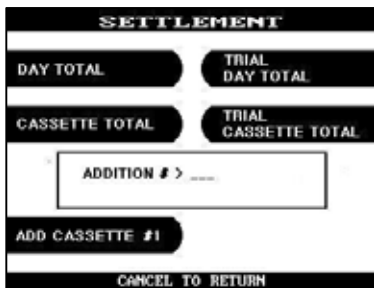 SETTLEMENT
DAY TOTAL
TRIAL
DAY TOTAL
CASSETTE TOTAL
TRIAL
CASSETTE TOTAL
ADDITION # > ___
ADD CASSETTE #1
CANCEL TO RETURN